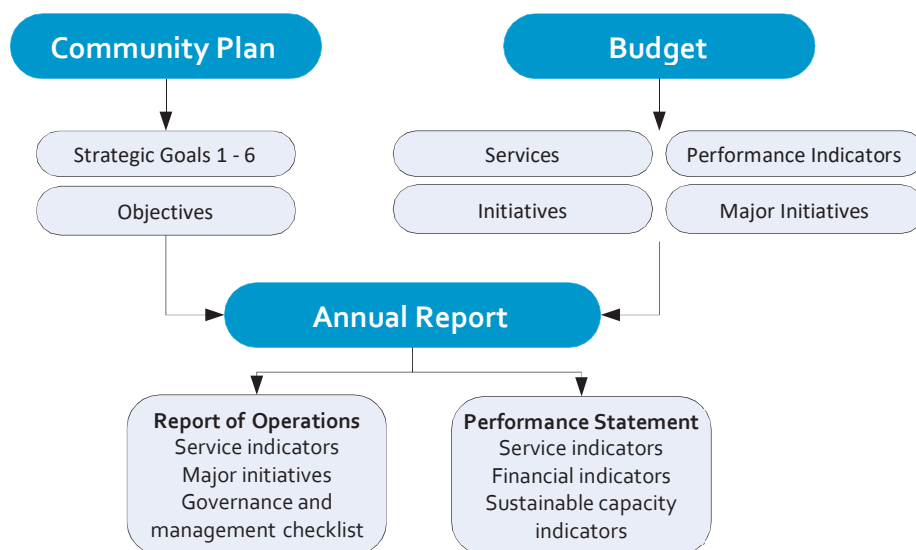 Community Plan
Budget
Strategic Goals 1 - 6
Services
Performance Indicators
Objectives
Initiatives
Major Initiatives
Annual Report
Report of Operations
Service indicators
Major initiatives
Governance and
management checklist
Performance Statement
Service indicators
Financial indicators
Sustainable capacity
indicators